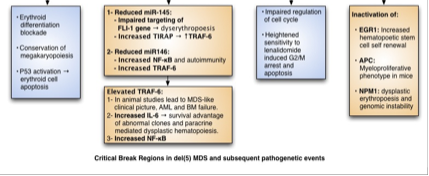 • Erythroid
differentiation
blockade
• Conservation of
megakaryopoiesis
• P53 activation →
erythroid cell
apoptosis
1- Reduced miR-145:
- Impaired targeting of
FLI-1 gene → dyserythropoesis
- Increased TIRAP → ↑TRAF-6
2- Reduced miR146:
- Increased NF-κB and autoimmunity
- Increased TRAF-6
Elevated TRAF-6:
1- In animal studies lead to MDS-like
clinical picture, AML and BM failure.
2- Increased IL-6 → survival advantage
of abnormal clones and paracrine
mediated dysplastic hematopoiesis.
3- Increased NF-κB
• Impaired regulation
of cell cycle
• Heightened
sensitivity to
lenalidomide
induced G2/M
arrest and
apoptosis
Inactivation of:
• EGR1: Increased
hematopoetic stem
cell self renewal
• APC:
Myeloproliferative
phenotype in mice
• NPM1: dysplastic
erythropoesis and
genomic instability
Critical Break Regions in del(5) MDS and subsequent pathogenetic events